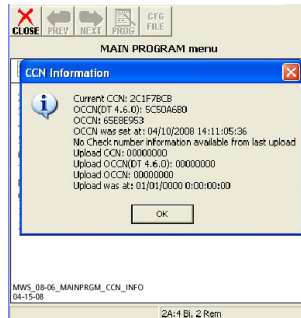 CLOSE PREV NEXT PROG CFG FILE
MAIN PROGRAM menu
CCN Information
Current CCN: 2C1F7BCB
OCCN(DT 4.6.0): 5C50A6B0
OCCN: 65E8E953
OCCN was set at: 04/10/2008 14:11:05:36
No Check number information available from last upload
Upload CCN: 00000000
Upload OCCN(DT 4.6.0): 00000000
Upload OCCN: 00000000
Upload was at: 01/01/0000 0:00:00:00
OK
MWS_08-06_MAINPRGM_CCN_INFO
04-15-08
2A:4 Bi, 2 Rem